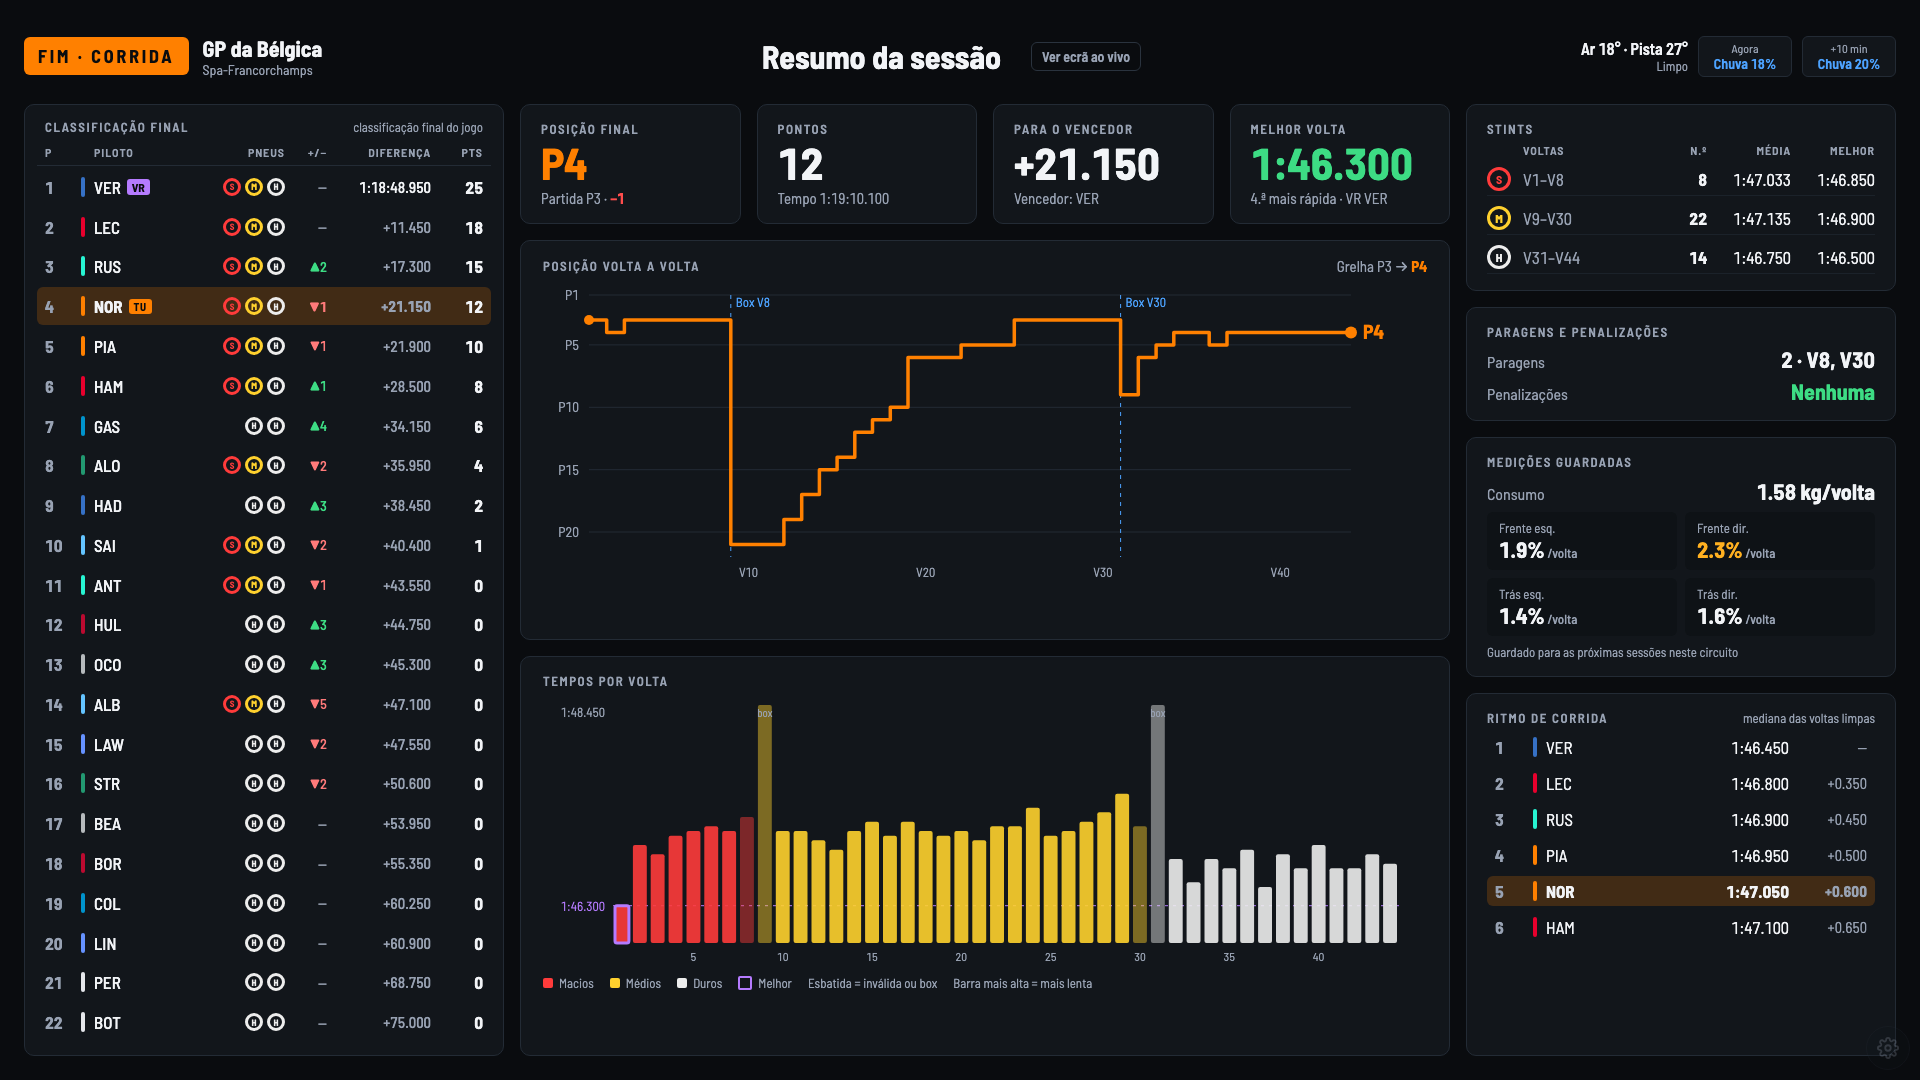 FIM · CORRIDA
GP da Bélgica
Spa-Francorchamps
Resumo da sessão
Ver ecrã ao vivo
Ar 18° · Pista 27°
Limpo
Agora
Chuva 18%
+10 min
Chuva 20%
CLASSIFICAÇÃO FINAL
classificação final do jogo
P PILOTO PNEUS +/− DIFERENÇA PTS
1 VER VR S M H – 1:18:48.950 25
2 LEC S M H – +11.450 18
3 RUS S M H ▲2 +17.300 15
4 NOR TU S M H ▼1 +21.150 12
5 PIA S M H ▼1 +21.900 10
6 HAM S M H ▲1 +28.500 8
7 GAS H H ▲4 +34.150 6
8 ALO S M H ▼2 +35.950 4
9 HAD H H ▲3 +38.450 2
10 SAI S M H ▼2 +40.400 1
11 ANT S M H ▼1 +43.550 0
12 HUL H H ▲3 +44.750 0
13 OCO H H ▲3 +45.300 0
14 ALB S M H ▼5 +47.100 0
15 LAW H H ▼2 +47.550 0
16 STR H H ▼2 +50.600 0
17 BEA H H – +53.950 0
18 BOR H H – +55.350 0
19 COL H H – +60.250 0
20 LIN H H – +60.900 0
21 PER H H – +68.750 0
22 BOT H H – +75.000 0
POSIÇÃO FINAL
P4
Partida P3 · −1
PONTOS
12
Tempo 1:19:10.100
PARA O VENCEDOR
+21.150
Vencedor: VER
MELHOR VOLTA
1:46.300
4.ª mais rápida · VR VER
POSIÇÃO VOLTA A VOLTA
Grelha P3 → P4
P1
P5
P10
P15
P20
Box V8
Box V30
P4
V10 V20 V30 V40
TEMPOS POR VOLTA
1:48.450
1:46.300
box
box
5 10 15 20 25 30 35 40
Macios Médios Duros Melhor Esbatida = inválida ou box Barra mais alta = mais lenta
STINTS
VOLTAS N.º MÉDIA MELHOR
S V1–V8 8 1:47.033 1:46.850
M V9–V30 22 1:47.135 1:46.900
H V31–V44 14 1:46.750 1:46.500
PARAGENS E PENALIZAÇÕES
Paragens 2 · V8, V30
Penalizações Nenhuma
MEDIÇÕES GUARDADAS
Consumo 1.58 kg/volta
Frente esq.
1.9% /volta
Frente dir.
2.3% /volta
Trás esq.
1.4% /volta
Trás dir.
1.6% /volta
Guardado para as próximas sessões neste circuito
RITMO DE CORRIDA
mediana das voltas limpas
1 VER 1:46.450 –
2 LEC 1:46.800 +0.350
3 RUS 1:46.900 +0.450
4 PIA 1:46.950 +0.500
5 NOR 1:47.050 +0.600
6 HAM 1:47.100 +0.650